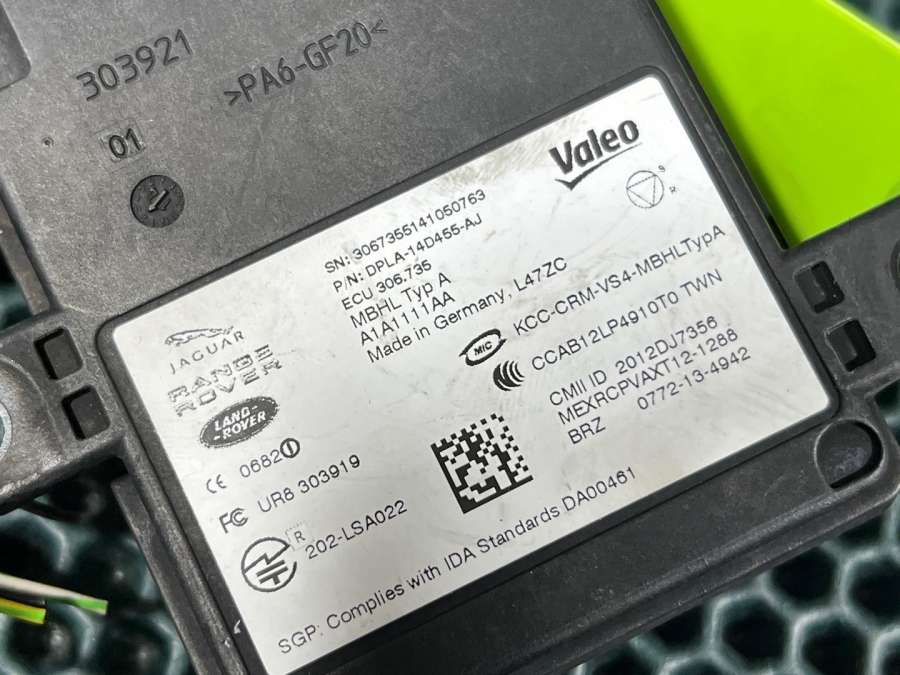 303921
>PA6-GF20<
01
Valeo
S
R
SN: 3067355141050763
P/N: DPLA-14D455-AJ
ECU 306.735
MBHL Typ A
A1A1111AA
Made in Germany, L47ZC
JAGUAR
RANGE
ROVER
LAND-
ROVER
MIC KCC-CRM-VS4-MBHLTypA
CCAB12LP4910T0 TWN
CMII ID 2012DJ7356
MEXRCPVAXT12-1288
BRZ 0772-13-4942
CE 0682
FC UR8 303919
R 202-LSA022
SGP: Complies with IDA Standards DA00461